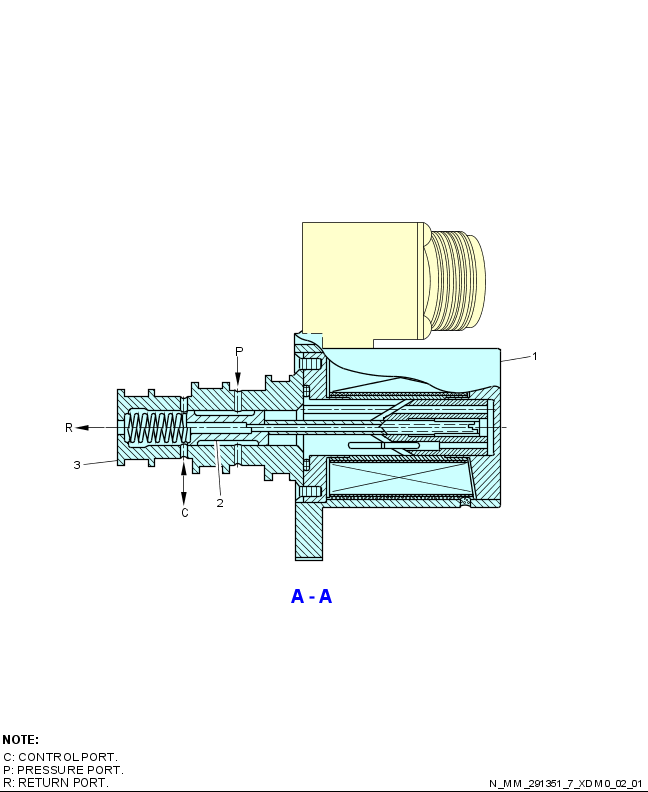 P
1
R
3
2
C
A - A
NOTE:
C: CONTROL PORT.
P: PRESSURE PORT.
R: RETURN PORT.
N_MM_291351_7_XDM0_02_01